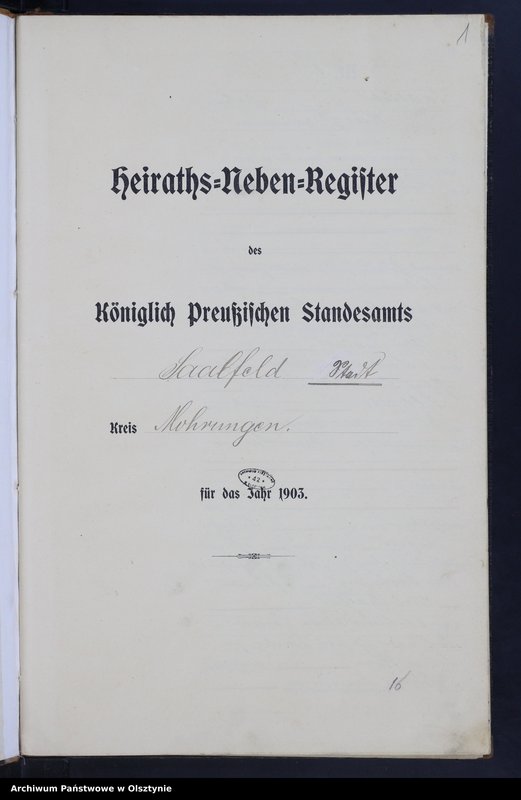 1
Heiraths-Neben-Register
des
Königlich Preußischen Standesamts
Saalfeld Stadt
Kreis Mohrungen.
für das Jahr 1903.
16
Archiwum Państwowe w Olsztynie